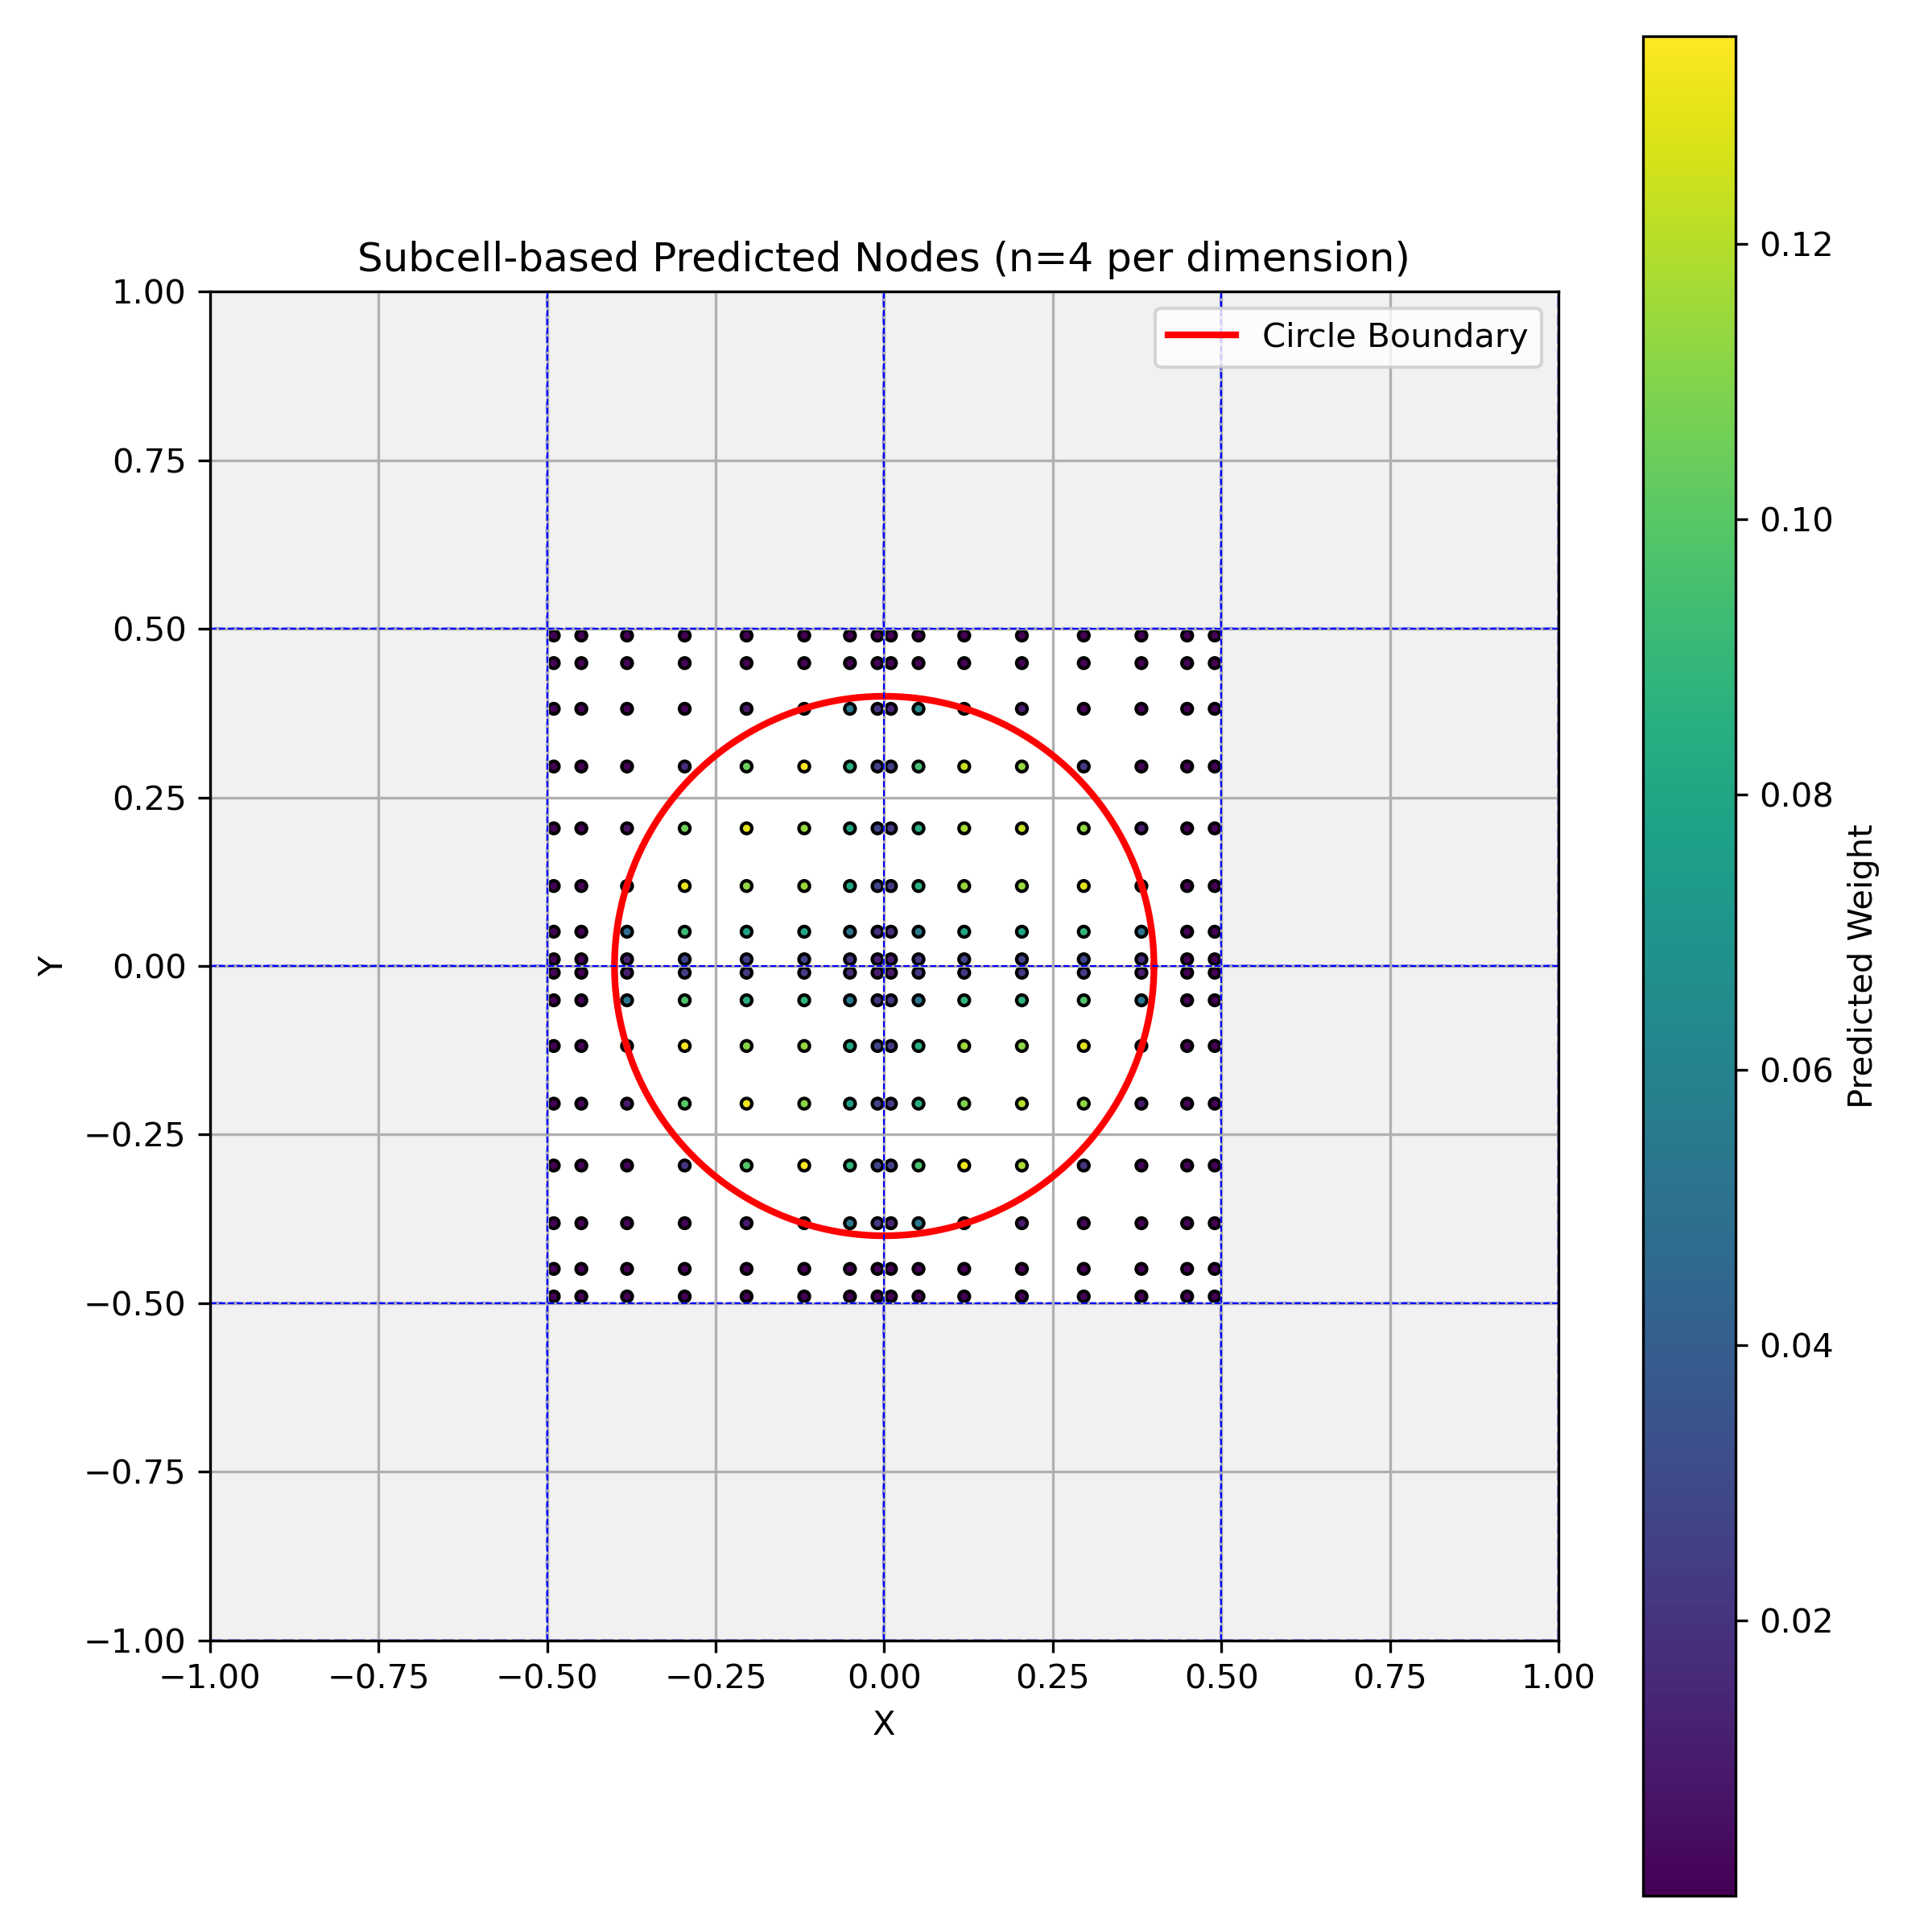 Subcell-based Predicted Nodes (n=4 per dimension)
Circle Boundary
1.00
0.75
0.50
0.25
0.00
−0.25
−0.50
−0.75
−1.00
Y
−1.00 −0.75 −0.50 −0.25 0.00 0.25 0.50 0.75 1.00
X
0.12
0.10
0.08
0.06
0.04
0.02
Predicted Weight